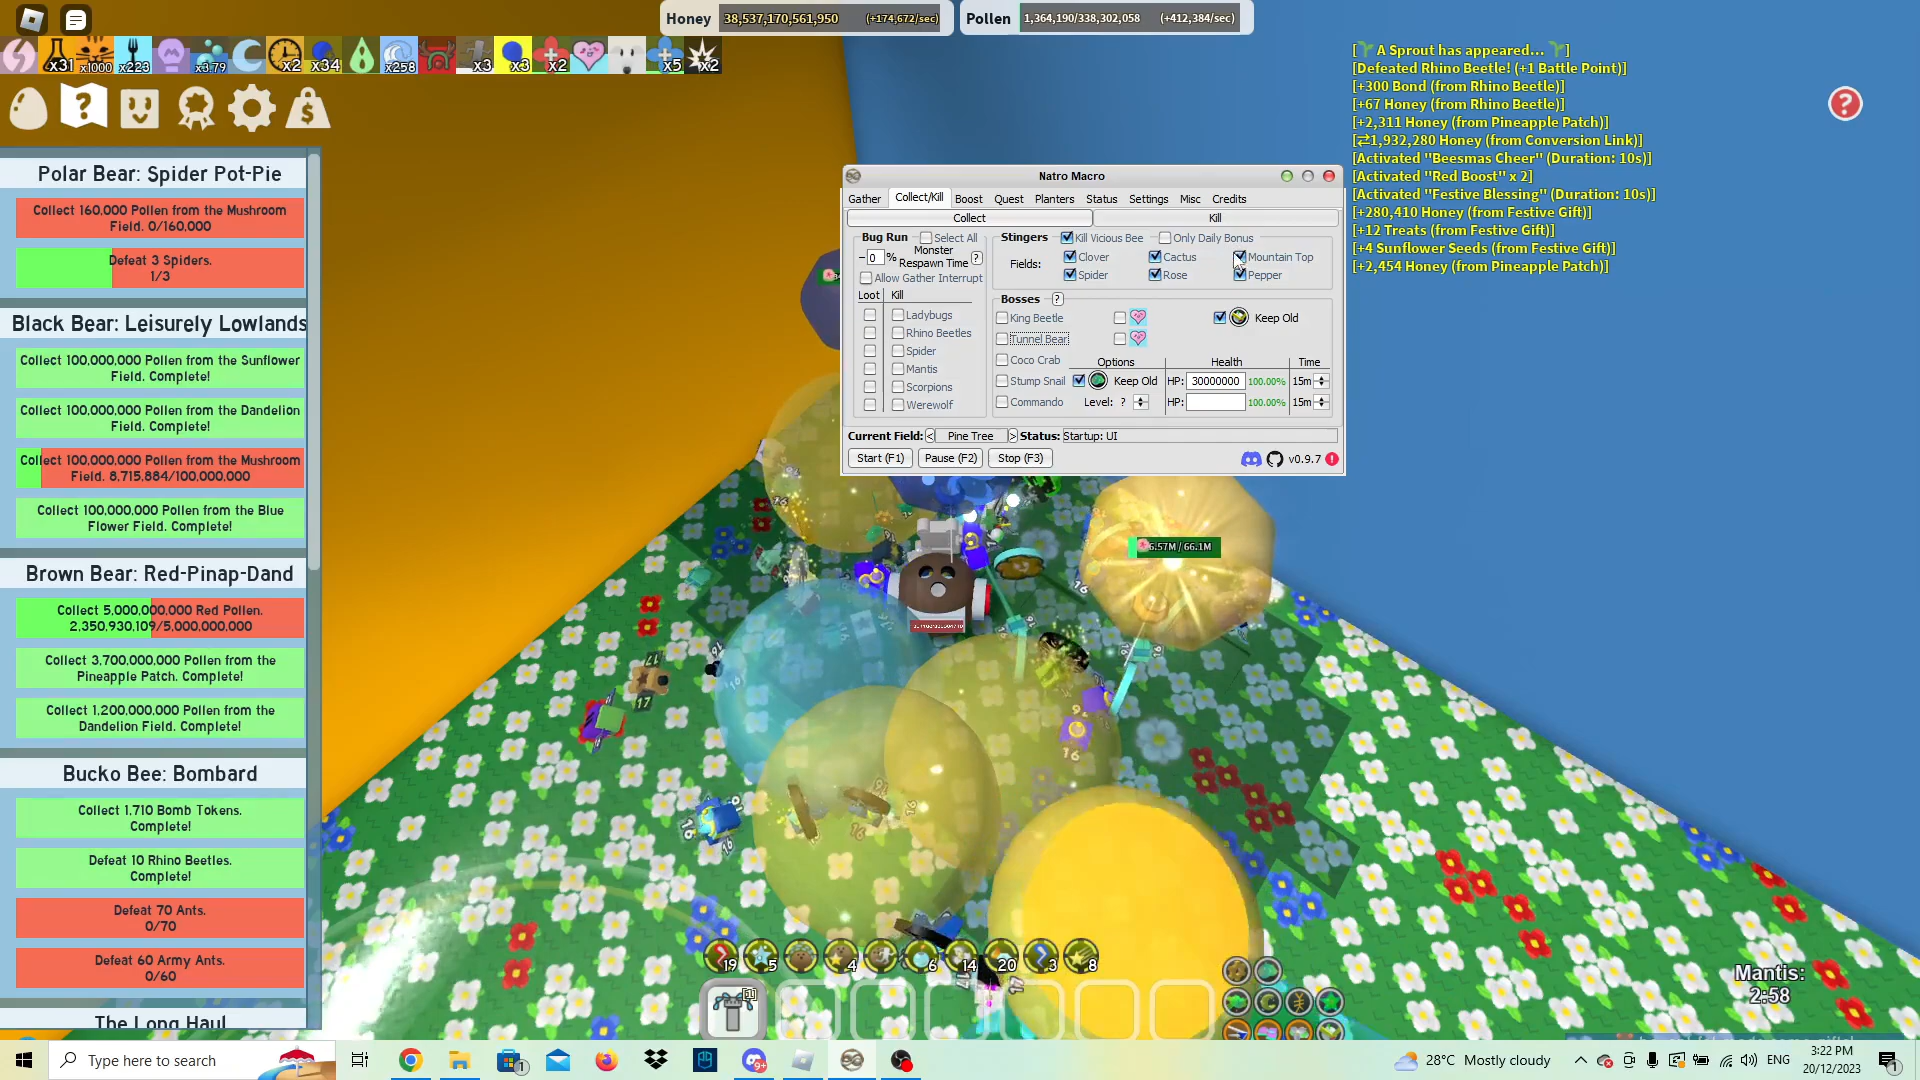 Honey 38,537,170,561,950 (+174,672/sec)
Pollen 1,364,190/338,302,058 (+412,384/sec)
x31 x1000 x223 x3.79 x2 x34 x258 x3 x3 x2 x5 x2
Polar Bear: Spider Pot-Pie
Collect 160,000 Pollen from the Mushroom
Field. 0/160,000
Defeat 3 Spiders.
1/3
Black Bear: Leisurely Lowlands
Collect 100,000,000 Pollen from the Sunflower
Field. Complete!
Collect 100,000,000 Pollen from the
Dandelion Field. Complete!
Collect 100,000,000 Pollen from the Mushroom
Field. 8,715,884/100,000,000
Collect 100,000,000 Pollen from the Blue
Flower Field. Complete!
Brown Bear: Red-Pinap-Dand
Collect 5,000,000,000 Red Pollen.
2,350,930,109/5,000,000,000
Collect 3,700,000,000 Pollen from the
Pineapple Patch. Complete!
Collect 1,200,000,000 Pollen from the
Dandelion Field. Complete!
Bucko Bee: Bombard
Collect 1,710 Bomb Tokens.
Complete!
Defeat 10 Rhino Beetles.
Complete!
Defeat 70 Ants.
0/70
Defeat 60 Army Ants.
0/60
The Long Haul
Natro Macro
Gather Collect/Kill Boost Quest Planters Status Settings Misc Credits
Collect Kill
Bug Run Select All
− 0 % Monster
Respawn Time ?
Allow Gather Interrupt
Loot Kill
Ladybugs
Rhino Beetles
Spider
Mantis
Scorpions
Werewolf
Stingers Kill Vicious Bee Only Daily Bonus
Fields: Clover Cactus Mountain Top
Spider Rose Pepper
Bosses ?
King Beetle Keep Old
Tunnel Bear
Coco Crab Options Health Time
Stump Snail Keep Old HP: 30000000 100.00% 15m
Commando Level: ? HP: 100.00% 15m
Current Field: < Pine Tree > Status: Startup: UI
Start (F1) Pause (F2) Stop (F3) v0.9.7
[🌱 A Sprout has appeared... 🌱]
[Defeated Rhino Beetle! (+1 Battle Point)]
[+300 Bond (from Rhino Beetle)]
[+67 Honey (from Rhino Beetle)]
[+2,311 Honey (from Pineapple Patch)]
[⇄1,932,280 Honey (from Conversion Link)]
[Activated "Beesmas Cheer" (Duration: 10s)]
[Activated "Red Boost" x 2]
[Activated "Festive Blessing" (Duration: 10s)]
[+280,410 Honey (from Festive Gift)]
[+12 Treats (from Festive Gift)]
[+4 Sunflower Seeds (from Festive Gift)]
[+2,454 Honey (from Pineapple Patch)]
?
6.57M / 66.1M
19 5 4 6 14 20 3 8
[1]
Mantis:
2:58
Type here to search
28°C Mostly cloudy
ENG
3:22 PM
20/12/2023